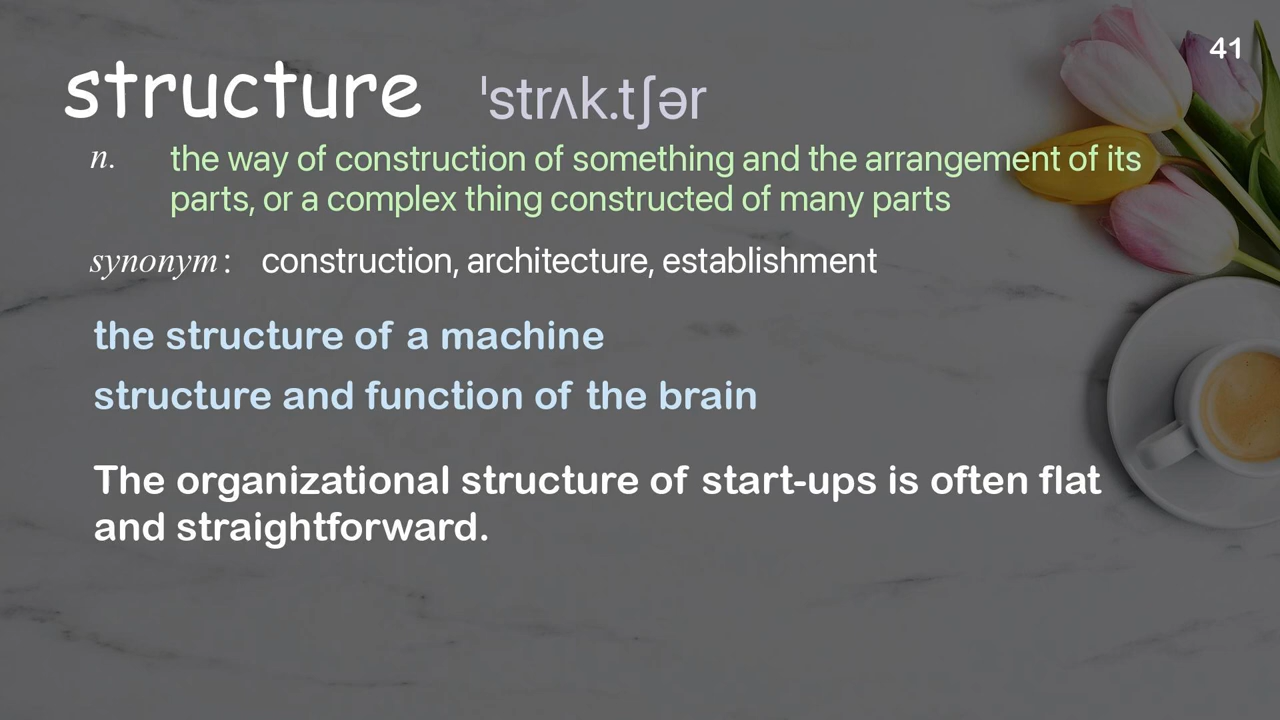 41
structure ˈstrʌk.tʃər
n. the way of construction of something and the arrangement of its
parts, or a complex thing constructed of many parts
synonym: construction, architecture, establishment
the structure of a machine
structure and function of the brain
The organizational structure of start-ups is often flat
and straightforward.